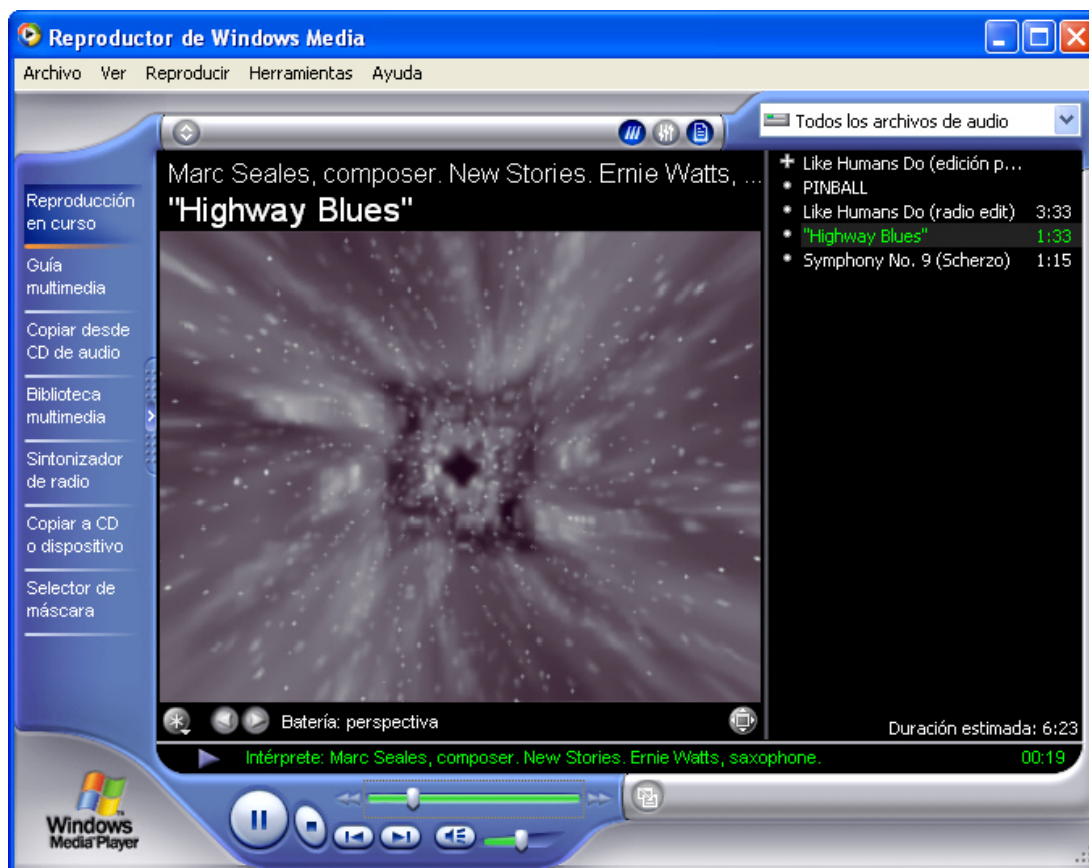 Reproductor de Windows Media
Archivo Ver Reproducir Herramientas Ayuda
Todos los archivos de audio
Reproducción
en curso
Guía
multimedia
Copiar desde
CD de audio
Biblioteca
multimedia
Sintonizador
de radio
Copiar a CD
o dispositivo
Selector de
máscara
Marc Seales, composer. New Stories. Ernie Watts, ...
"Highway Blues"
Like Humans Do (edición p...
PINBALL
Like Humans Do (radio edit) 3:33
"Highway Blues" 1:33
Symphony No. 9 (Scherzo) 1:15
Batería: perspectiva
Duración estimada: 6:23
Intérprete: Marc Seales, composer. New Stories. Ernie Watts, saxophone. 00:19
Windows
Media Player